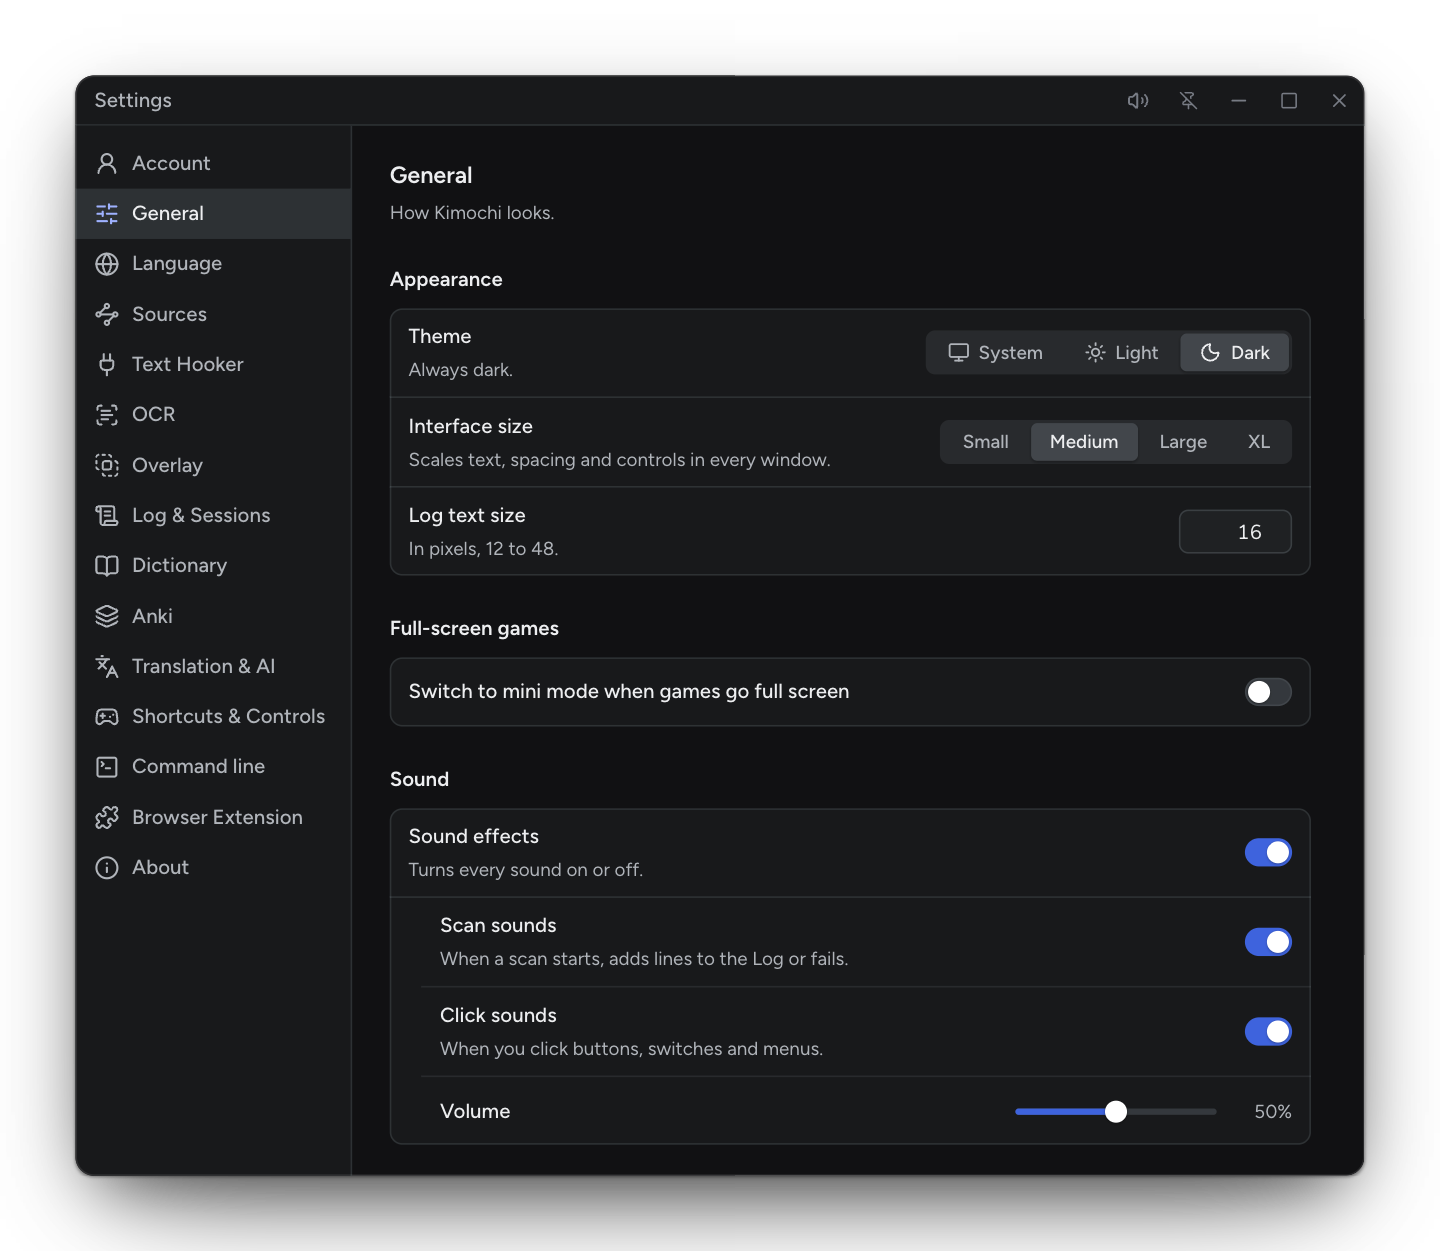 Settings
Account
General
Language
Sources
Text Hooker
OCR
Overlay
Log & Sessions
Dictionary
Anki
Translation & AI
Shortcuts & Controls
Command line
Browser Extension
About
General
How Kimochi looks.
Appearance
Theme
Always dark.
System Light Dark
Interface size
Scales text, spacing and controls in every window.
Small Medium Large XL
Log text size
In pixels, 12 to 48.
16
Full-screen games
Switch to mini mode when games go full screen
Sound
Sound effects
Turns every sound on or off.
Scan sounds
When a scan starts, adds lines to the Log or fails.
Click sounds
When you click buttons, switches and menus.
Volume
50%